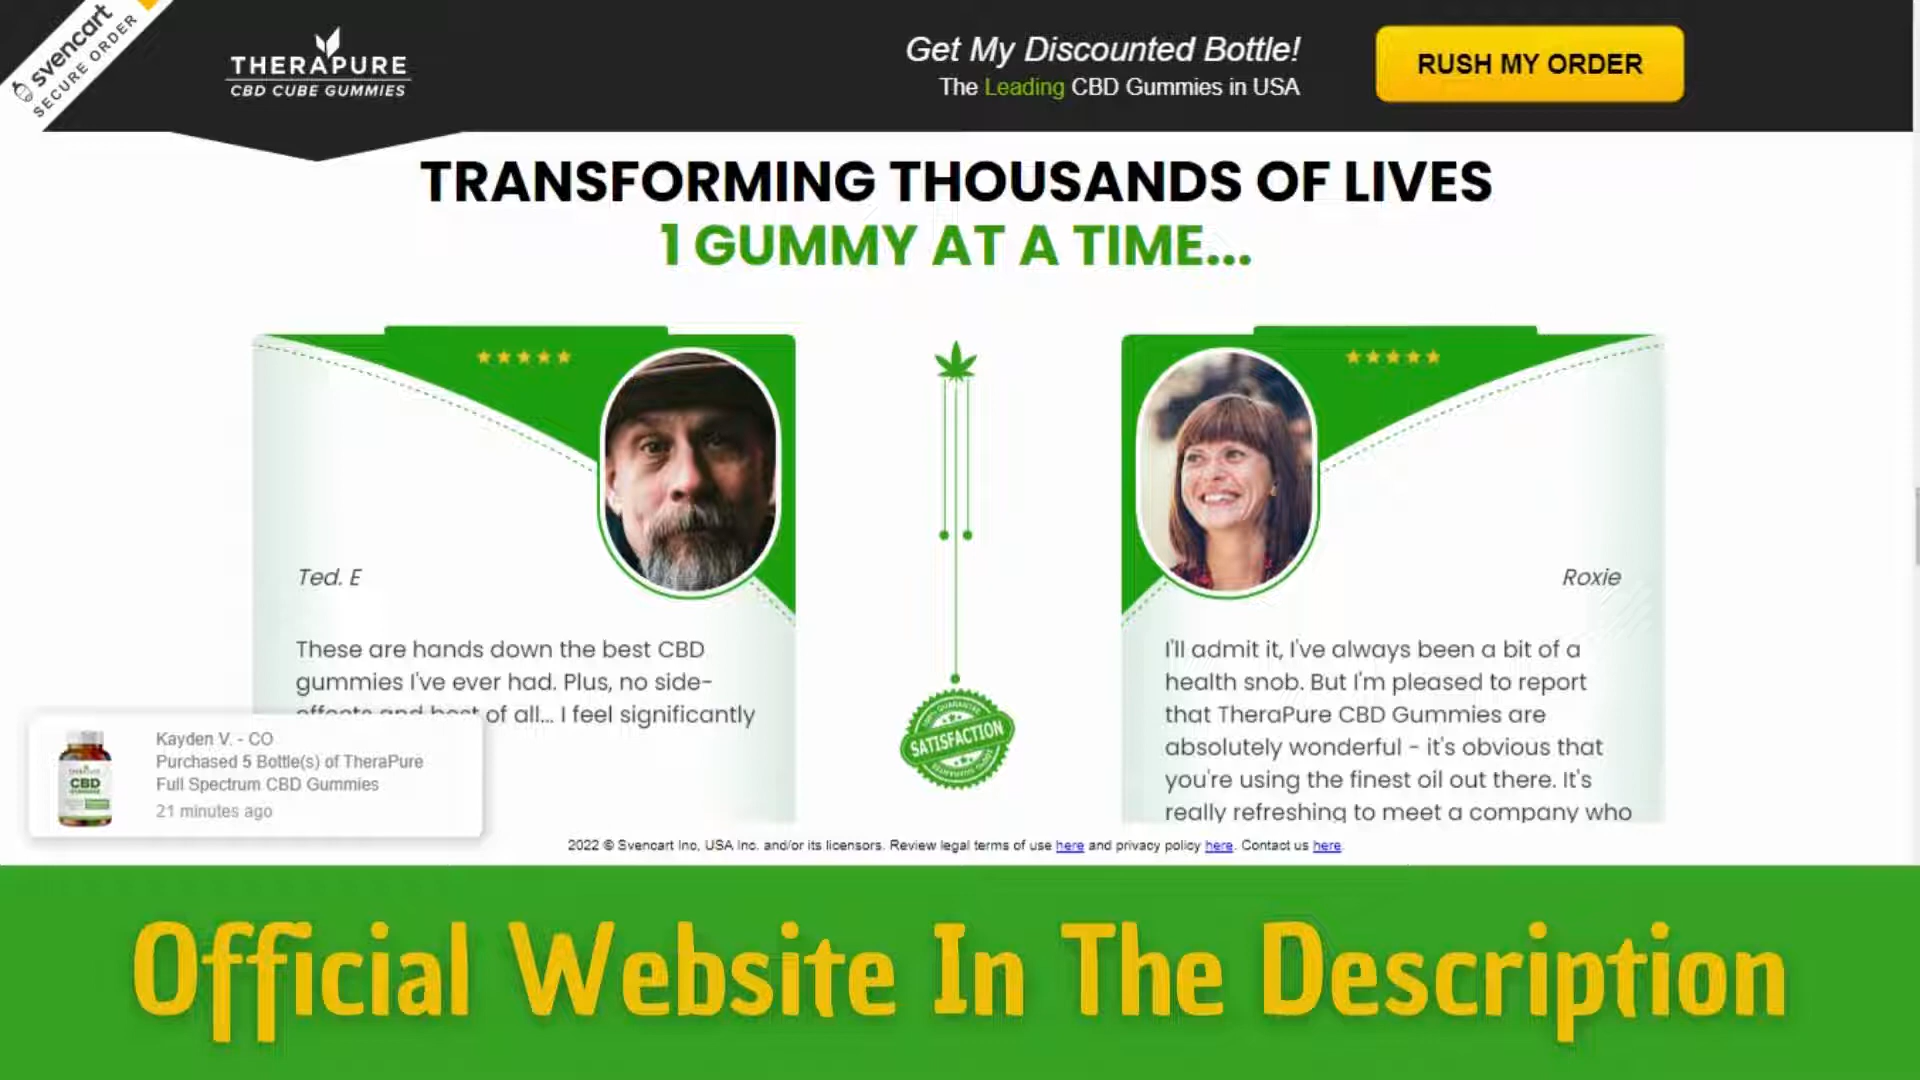 svencart
SECURE ORDER
THERAPURE
CBD CUBE GUMMIES
Get My Discounted Bottle!
The Leading CBD Gummies in USA
RUSH MY ORDER
TRANSFORMING THOUSANDS OF LIVES
1 GUMMY AT A TIME...
Ted. E
These are hands down the best CBD
gummies I've ever had. Plus, no side-
effects and best of all... I feel significantly
SATISFACTION
Roxie
I'll admit it, I've always been a bit of a
health snob. But I'm pleased to report
that TheraPure CBD Gummies are
absolutely wonderful - it's obvious that
you're using the finest oil out there. It's
really refreshing to meet a company who
CBD
Kayden V. - CO
Purchased 5 Bottle(s) of TheraPure
Full Spectrum CBD Gummies
21 minutes ago
2022 © Svencart Inc, USA Inc. and/or its licensors. Review legal terms of use here and privacy policy here. Contact us here.
Official Website In The Description